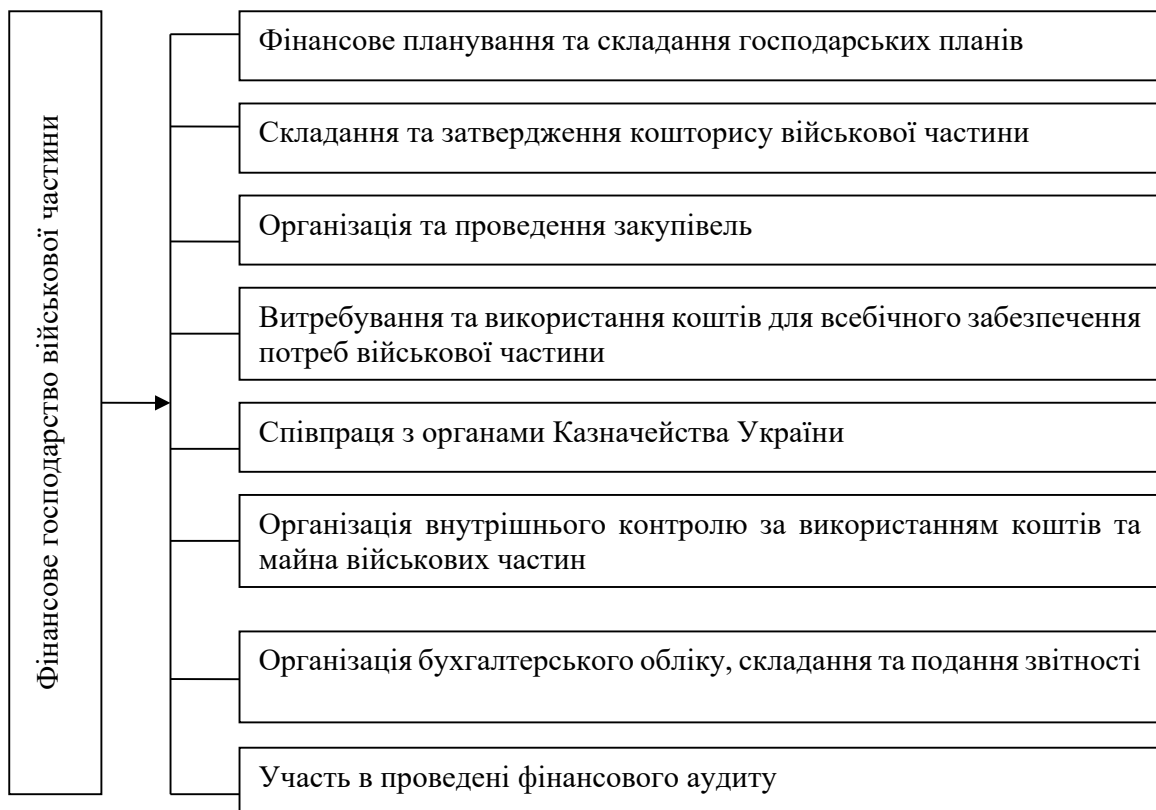 Фінансове господарство військової частини
Фінансове планування та складання господарських планів
Складання та затвердження кошторису військової частини
Організація та проведення закупівель
Витребування та використання коштів для всебічного забезпечення
потреб військової частини
Співпраця з органами Казначейства України
Організація внутрішнього контролю за використанням коштів та
майна військових частин
Організація бухгалтерського обліку, складання та подання звітності
Участь в проведені фінансового аудиту